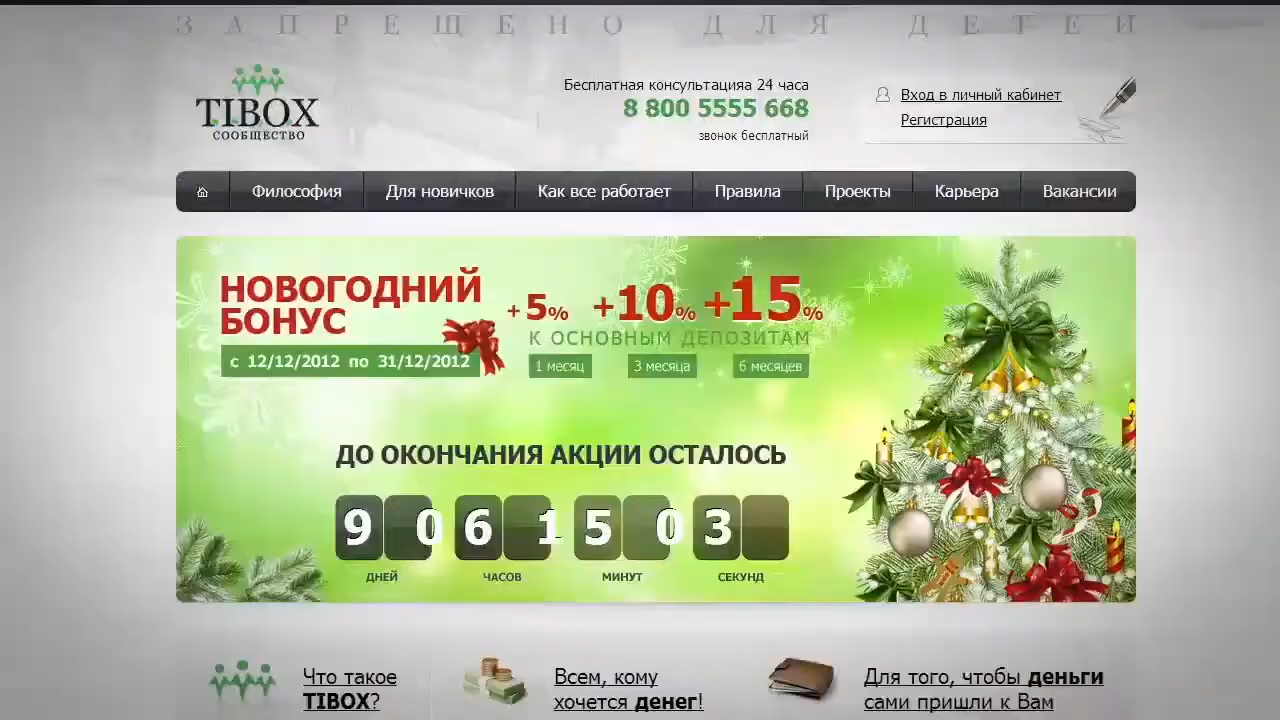 ЗАПРЕЩЕНО ДЛЯ ДЕТЕЙ
TIBOX
СООБЩЕСТВО
Бесплатная консультацияа 24 часа
8 800 5555 668
звонок бесплатный
Вход в личный кабинет
Регистрация
Философия
Для новичков
Как все работает
Правила
Проекты
Карьера
Вакансии
НОВОГОДНИЙ
БОНУС
с 12/12/2012 по 31/12/2012
+5% +10% +15%
К ОСНОВНЫМ ДЕПОЗИТАМ
1 месяц
3 месяца
6 месяцев
ДО ОКОНЧАНИЯ АКЦИИ ОСТАЛОСЬ
9 0 6 1 5 0 3
ДНЕЙ
ЧАСОВ
МИНУТ
СЕКУНД
Что такое
TIBOX?
Всем, кому
хочется денег!
Для того, чтобы деньги
сами пришли к Вам